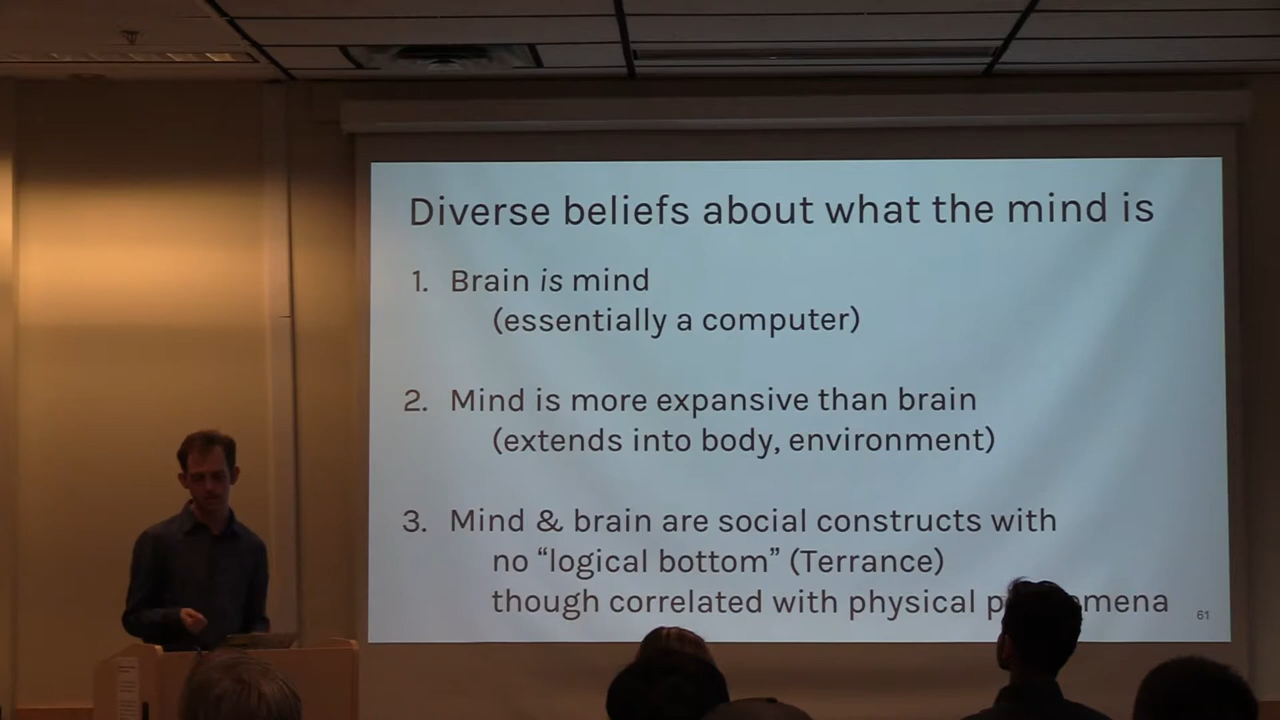 Diverse beliefs about what the mind is
1. Brain is mind
(essentially a computer)
2. Mind is more expansive than brain
(extends into body, environment)
3. Mind & brain are social constructs with
no “logical bottom” (Terrance)
though correlated with physical
61